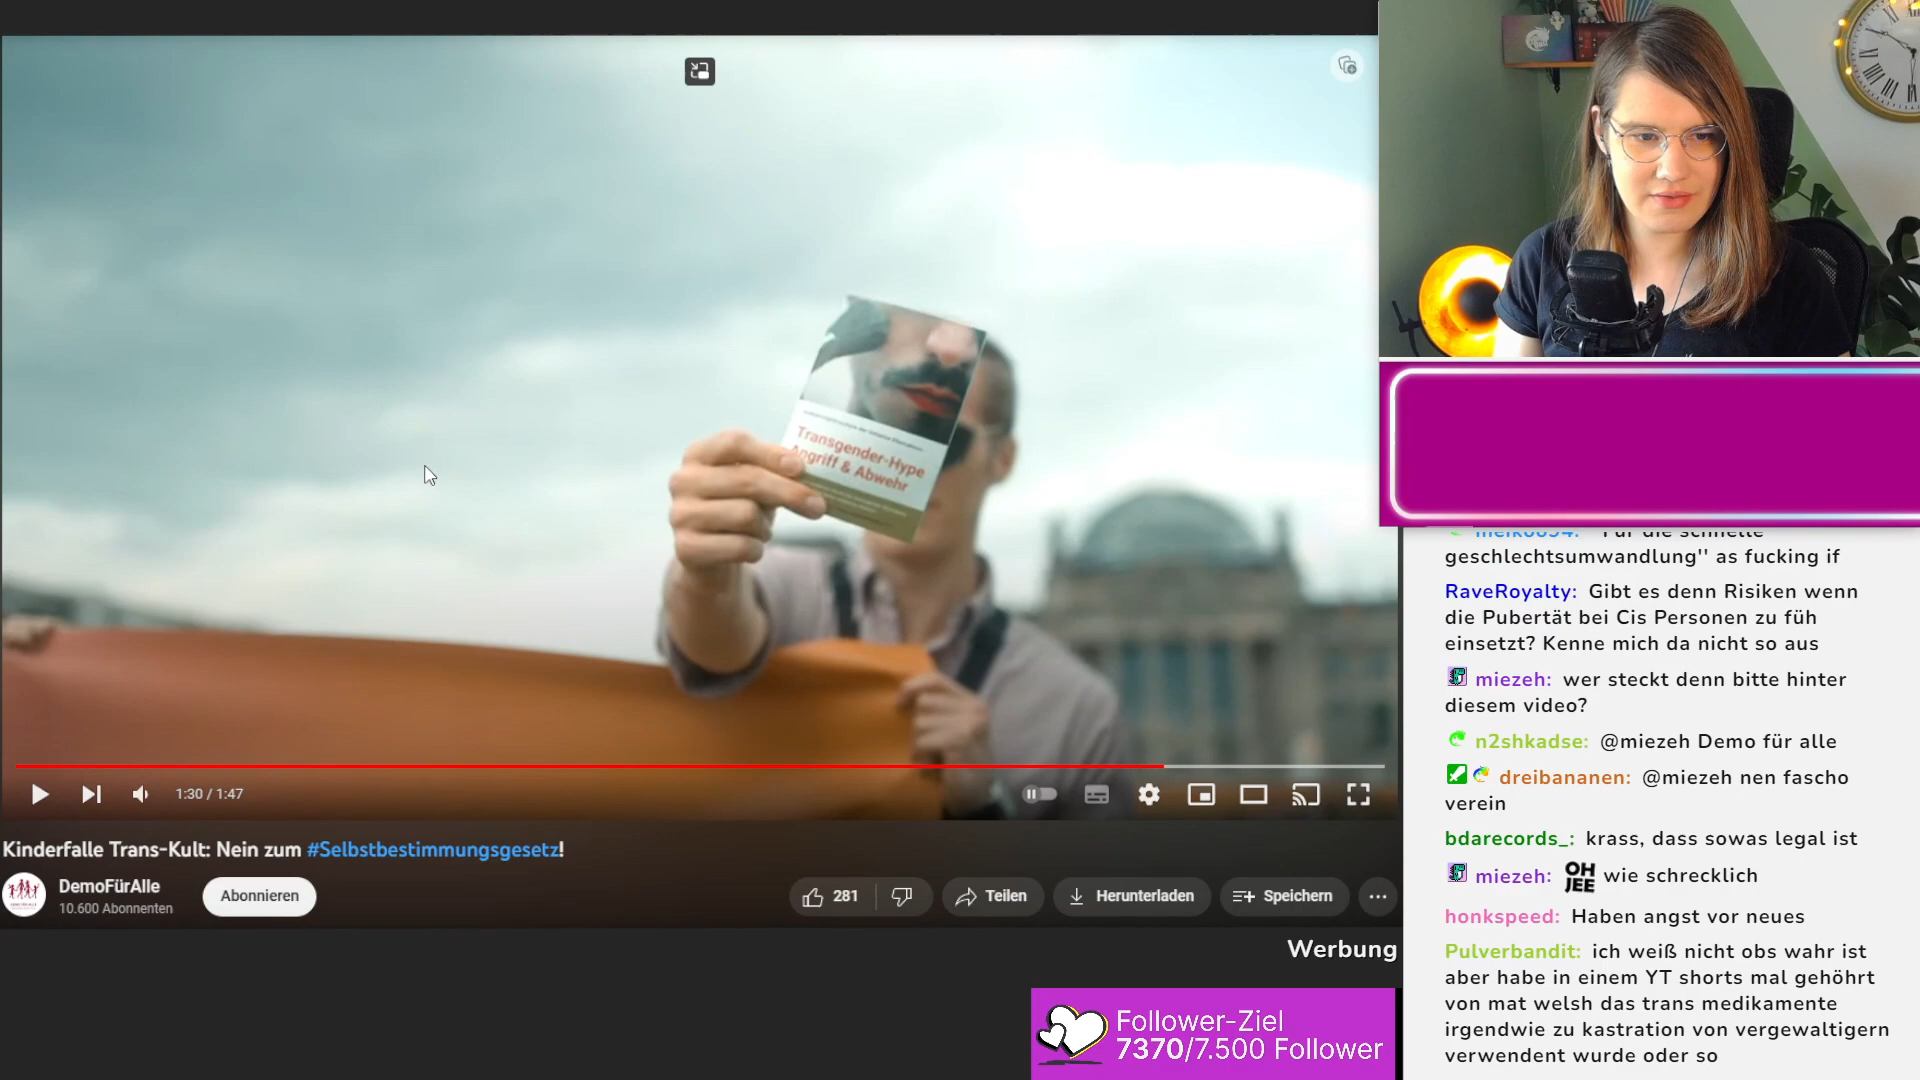 Transgender-Hype
Angriff & Abwehr
1:30 / 1:47
Kinderfalle Trans-Kult: Nein zum #Selbstbestimmungsgesetz!
DemoFürAlle
10.600 Abonnenten
Abonnieren
281
Teilen
Herunterladen
Speichern
Werbung
Follower-Ziel
7370/7.500 Follower
geschlechtsumwandlung'' as fucking if
RaveRoyalty: Gibt es denn Risiken wenn
die Pubertät bei Cis Personen zu füh
einsetzt? Kenne mich da nicht so aus
miezeh: wer steckt denn bitte hinter
diesem video?
n2shkadse: @miezeh Demo für alle
dreibananen: @miezeh nen fascho
verein
bdarecords_: krass, dass sowas legal ist
miezeh: OH JEE wie schrecklich
honkspeed: Haben angst vor neues
Pulverbandit: ich weiß nicht obs wahr ist
aber habe in einem YT shorts mal gehöhrt
von mat welsh das trans medikamente
irgendwie zu kastration von vergewaltigern
verwendent wurde oder so